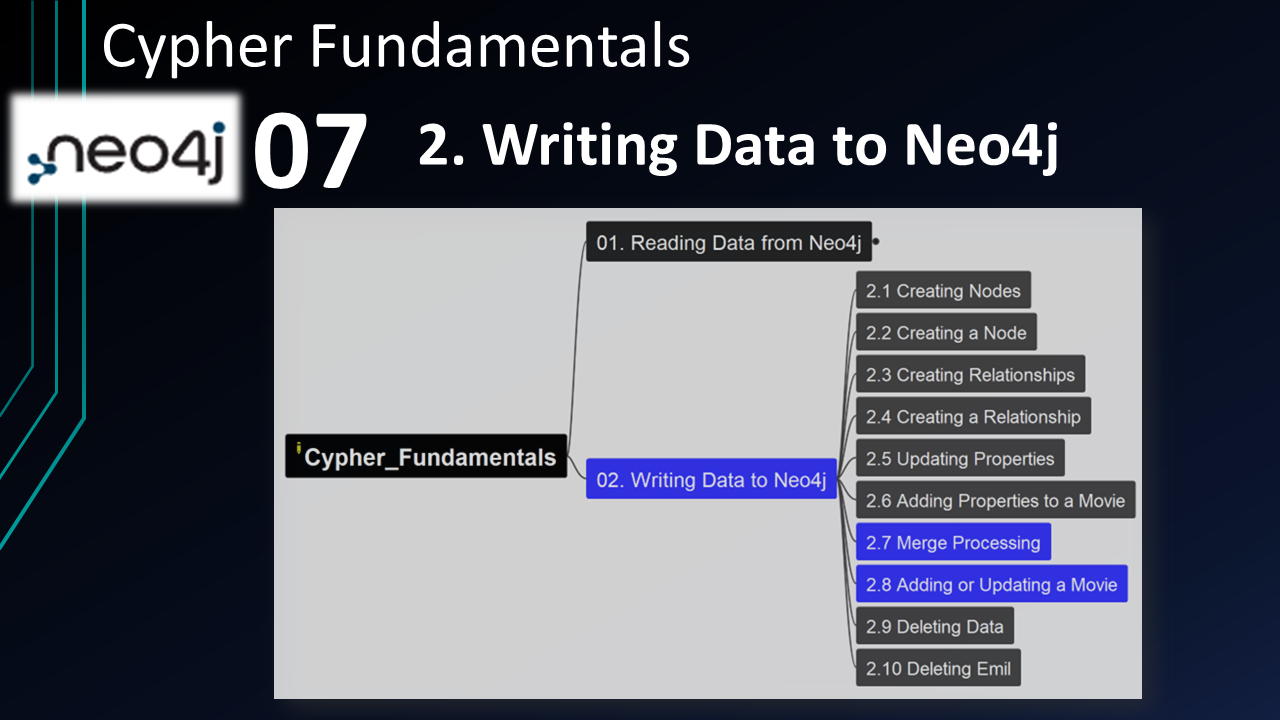 Cypher Fundamentals
neo4j
07
2. Writing Data to Neo4j
01. Reading Data from Neo4j
2.1 Creating Nodes
2.2 Creating a Node
2.3 Creating Relationships
2.4 Creating a Relationship
Cypher_Fundamentals
2.5 Updating Properties
02. Writing Data to Neo4j
2.6 Adding Properties to a Movie
2.7 Merge Processing
2.8 Adding or Updating a Movie
2.9 Deleting Data
2.10 Deleting Emil